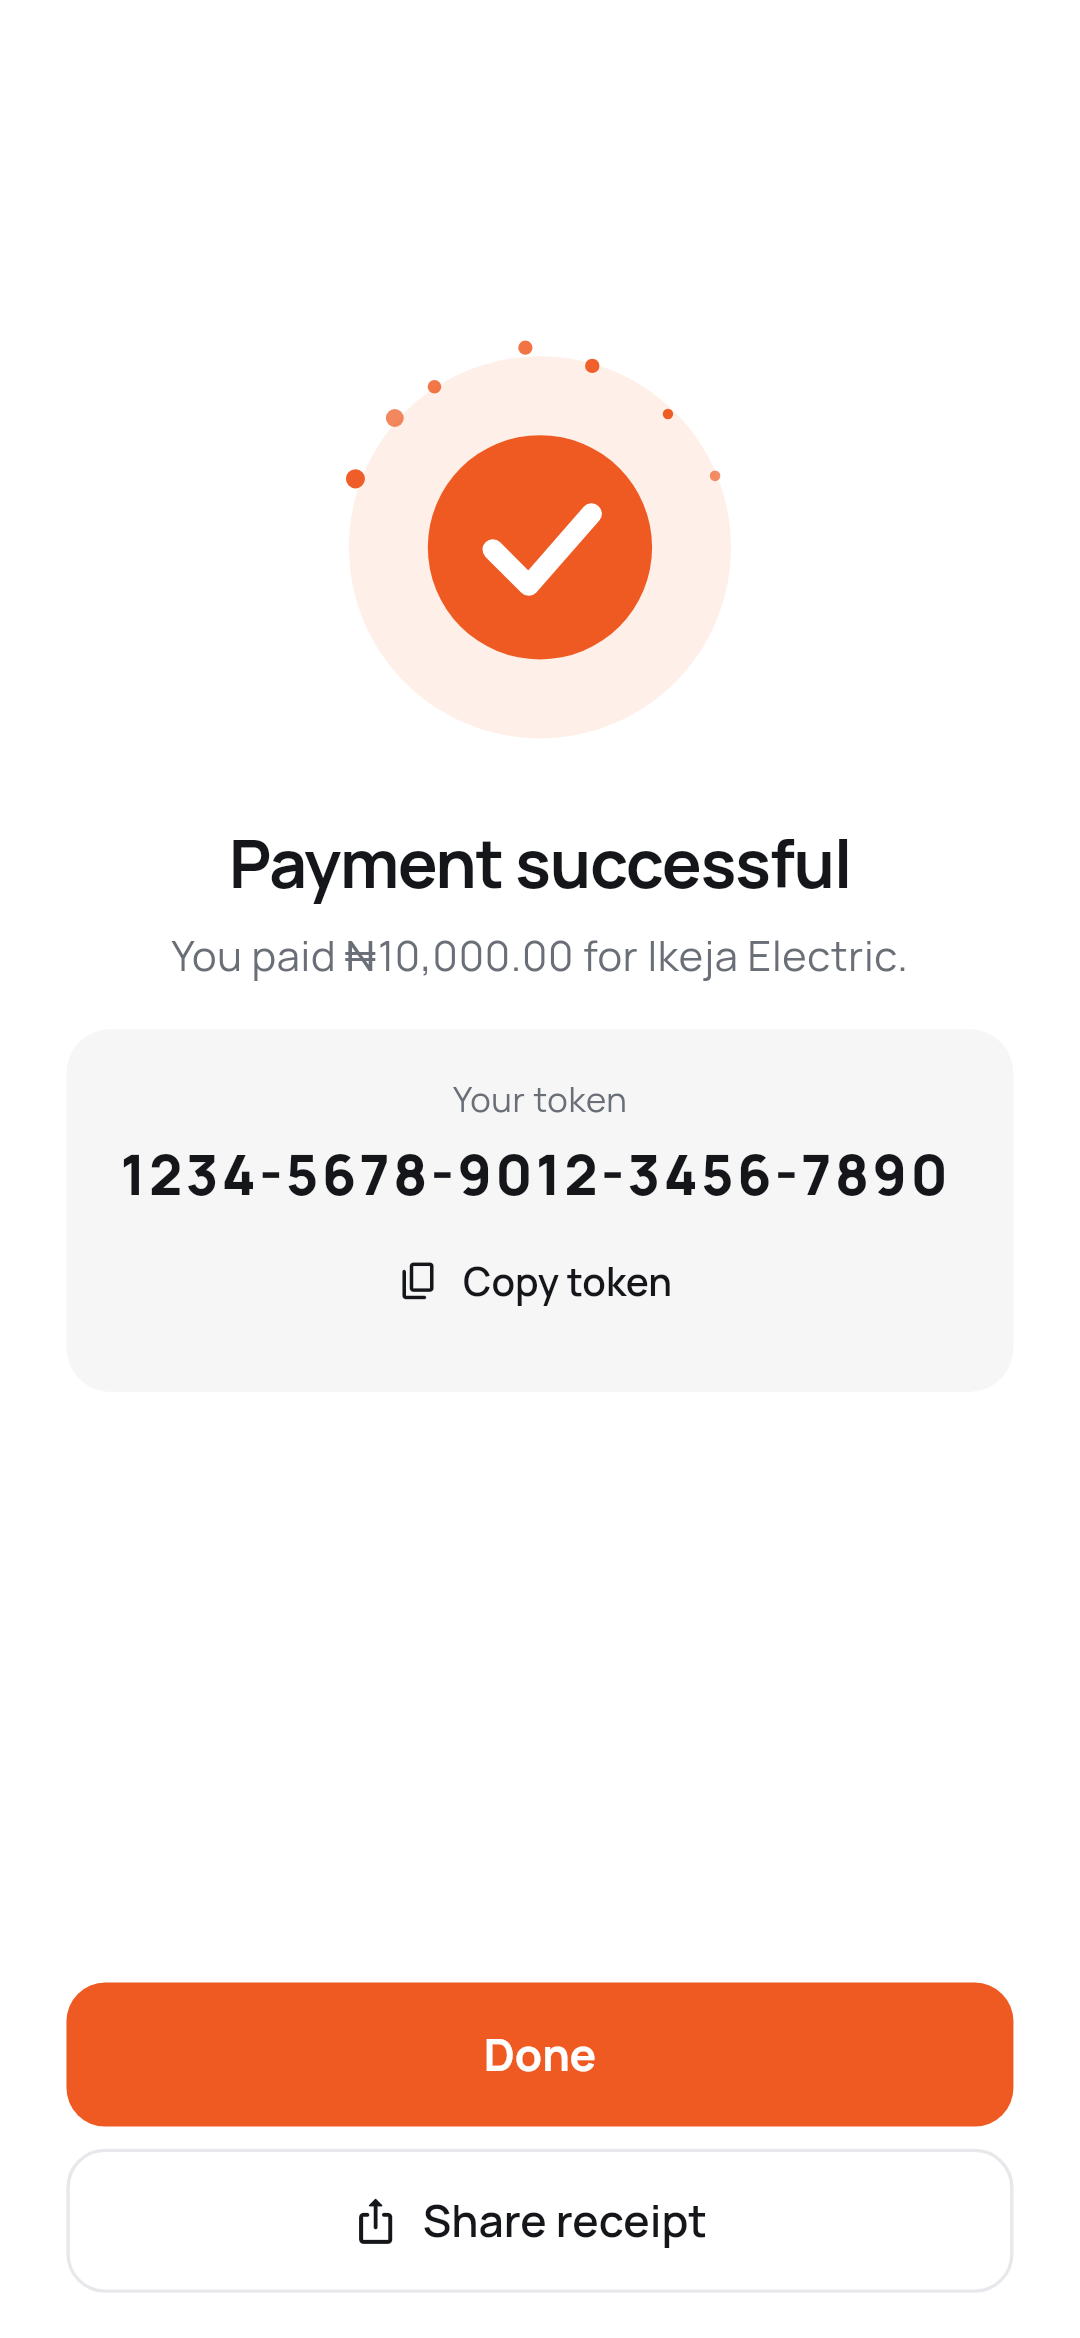 Payment successful
You paid ₦10,000.00 for Ikeja Electric.
Your token
1234-5678-9012-3456-7890
Copy token
Done
Share receipt